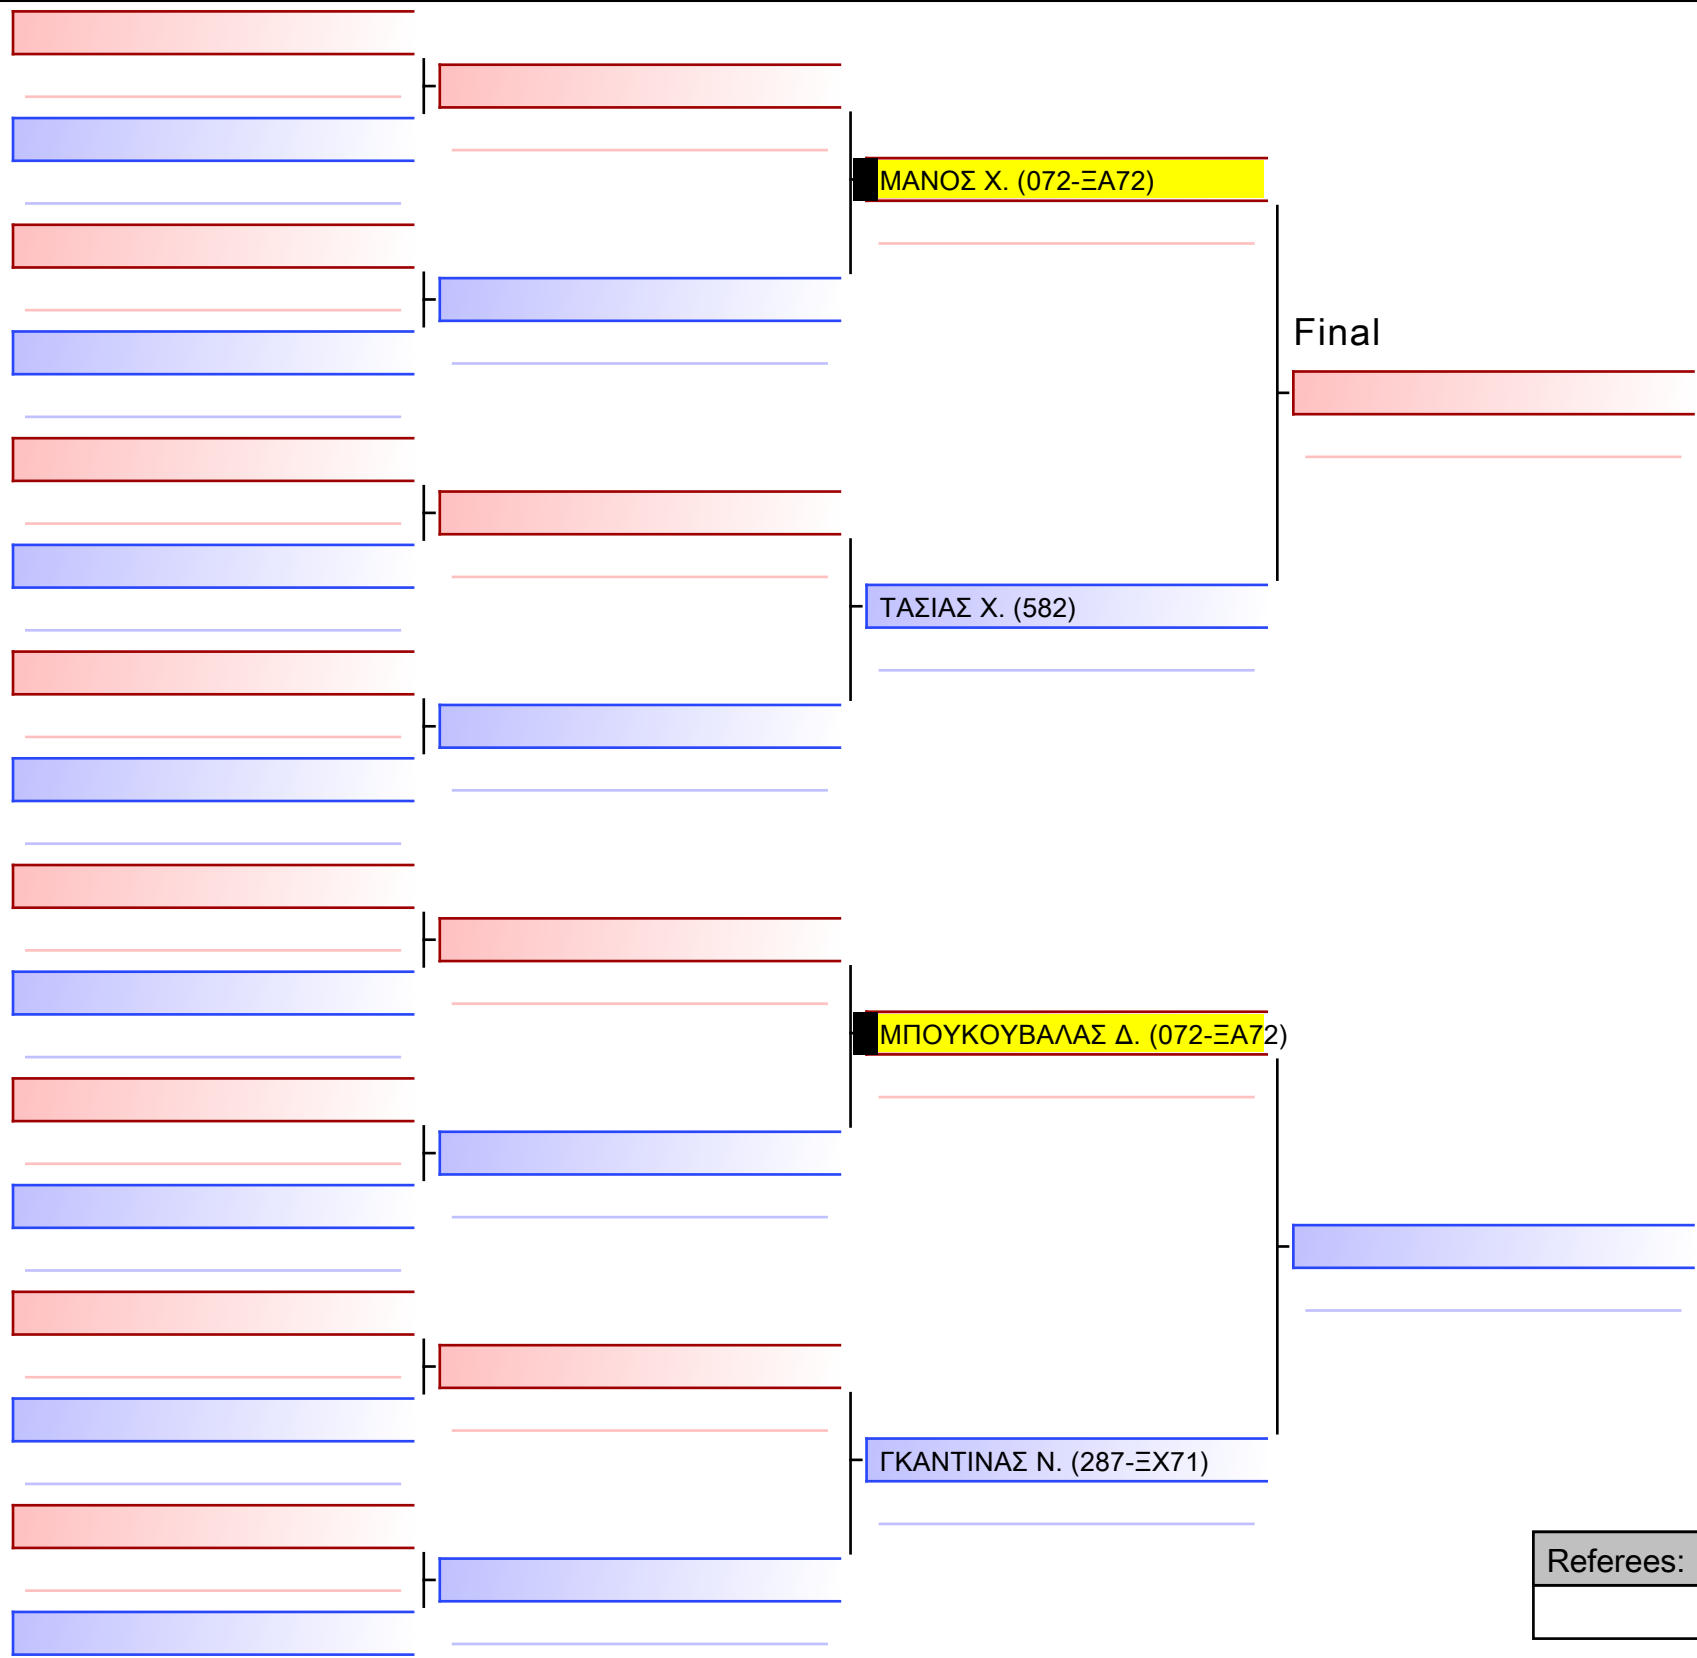 ΜΑΝΟΣ Χ. (072-ΞΑ72)
Final
ΤΑΣΙΑΣ Χ. (582)
ΜΠΟΥΚΟΥΒΑΛΑΣ Δ. (072-ΞΑ72)
ΓΚΑΝΤΙΝΑΣ Ν. (287-ΞΧ71)
Referees: